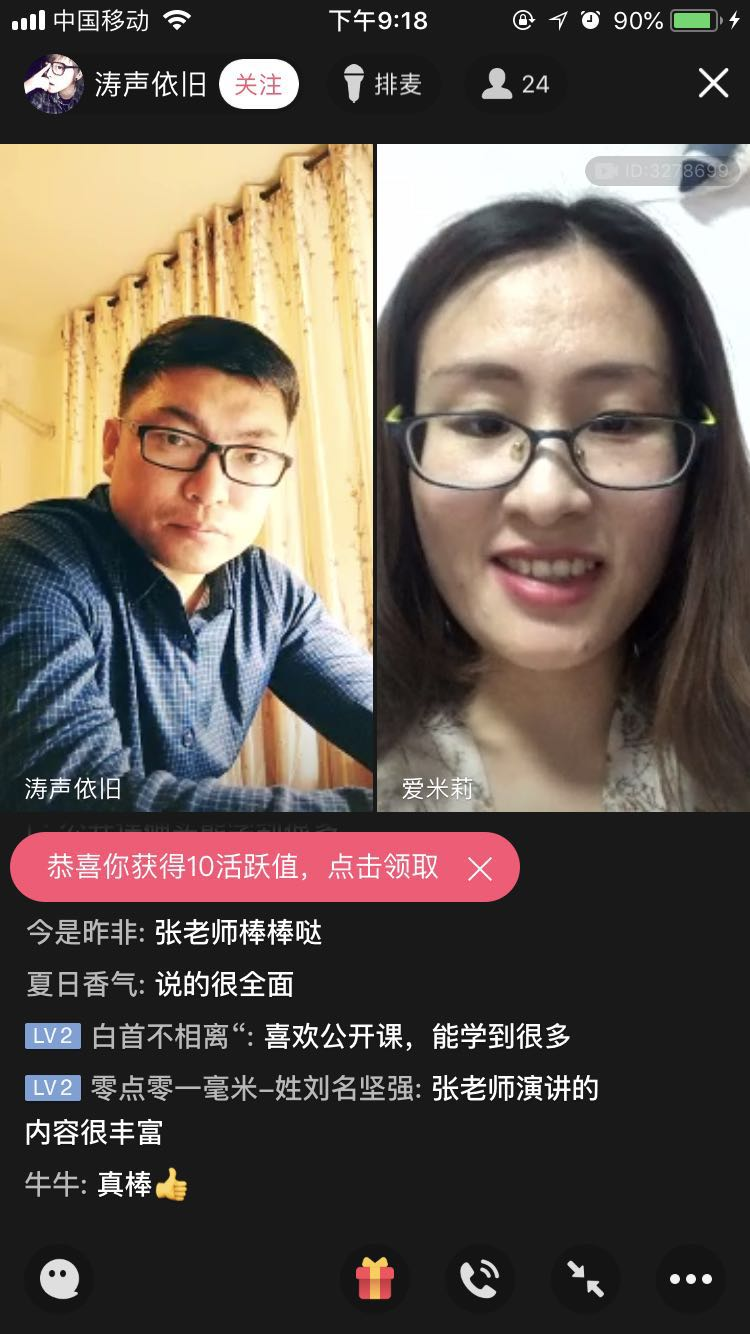 中国移动
下午9:18
90%
涛声依旧
关注
排麦
24
ID:3278699
涛声依旧
爱米莉
恭喜你获得10活跃值，点击领取
今是昨非: 张老师棒棒哒
夏日香气: 说的很全面
LV2 白首不相离“: 喜欢公开课，能学到很多
LV2 零点零一毫米–姓刘名坚强: 张老师演讲的
内容很丰富
牛牛: 真棒👍